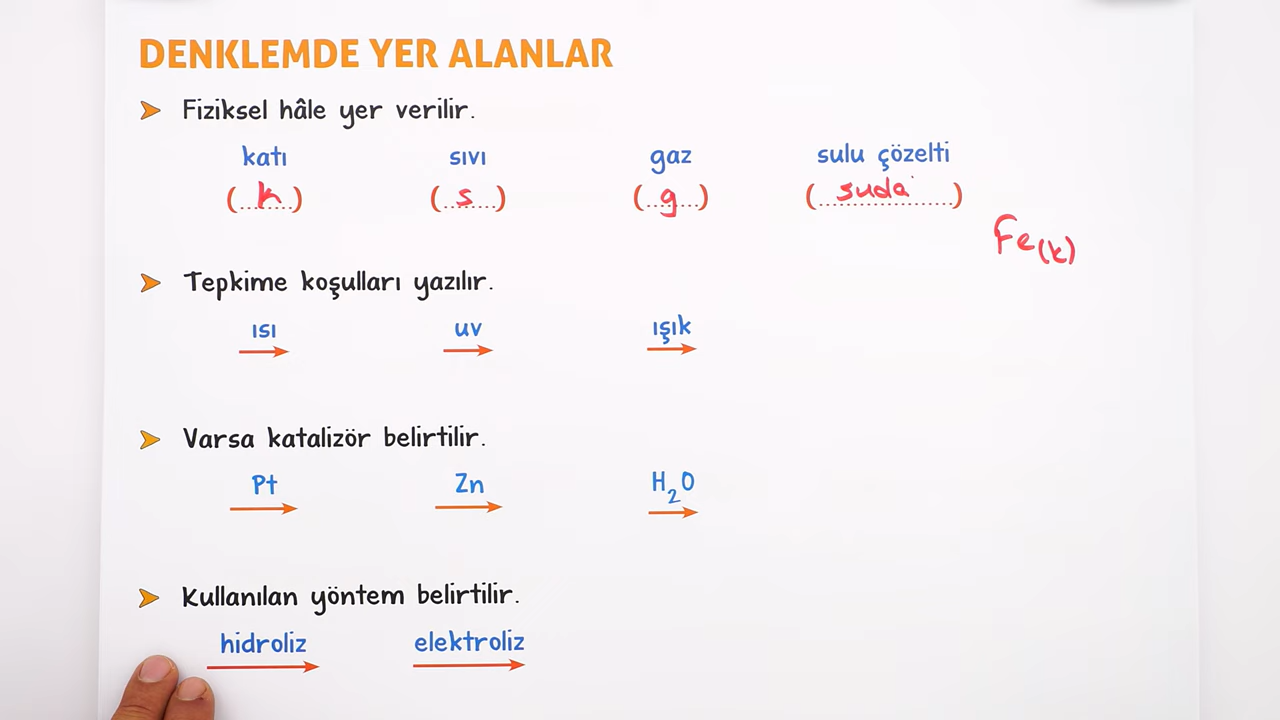 DENKLEMDE YER ALANLAR
➤ Fiziksel hâle yer verilir.
katı sıvı gaz sulu çözelti
(k) (s) (g) (suda)
Fe(k)
➤ Tepkime koşulları yazılır.
ısı uv ışık
➤ Varsa katalizör belirtilir.
Pt Zn H₂O
➤ Kullanılan yöntem belirtilir.
hidroliz elektroliz